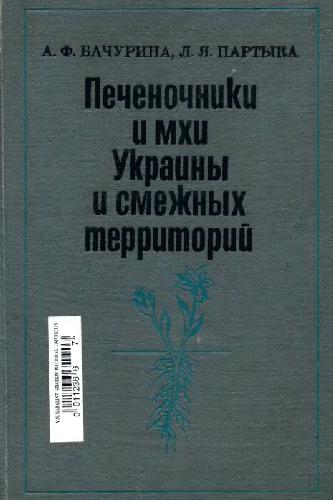 А. Ф. БАЧУРИНА, Л. Я. ПАРТЫКА
Печеночники
и мхи
Украины
и смежных
территорий